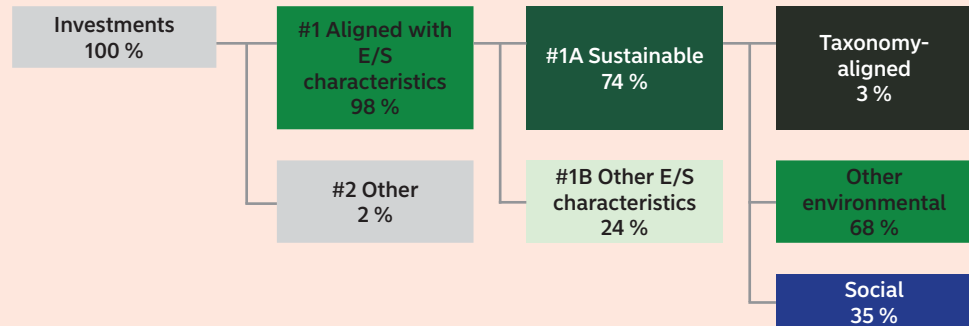 Investments
100 %
#1 Aligned with
E/S
characteristics
98 %
#1A Sustainable
74 %
Taxonomy-
aligned
3 %
#2 Other
2 %
#1B Other E/S
characteristics
24 %
Other
environmental
68 %
Social
35 %